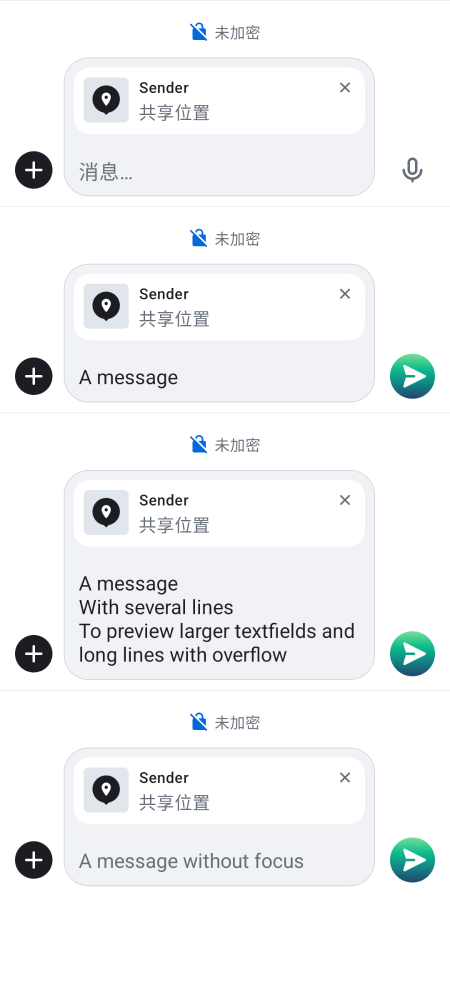 未加密
Sender
共享位置
消息…
未加密
Sender
共享位置
A message
未加密
Sender
共享位置
A message
With several lines
To preview larger textfields and
long lines with overflow
未加密
Sender
共享位置
A message without focus